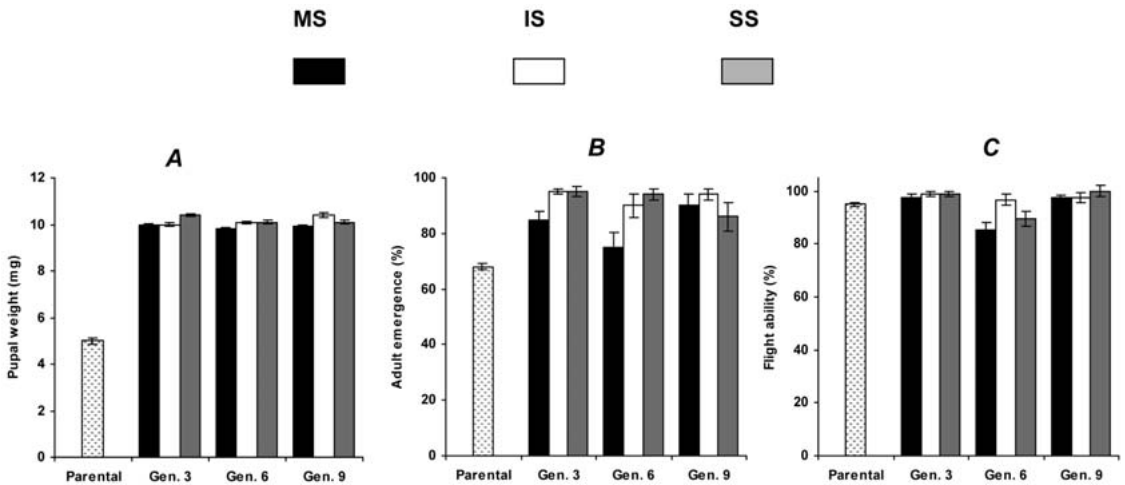 MS IS SS
A
12
10
8
6
4
2
0
Pupal weight (mg)
Parental Gen. 3 Gen. 6 Gen. 9
B
100
80
60
40
20
0
Adult emergence (%)
Parental Gen. 3 Gen. 6 Gen. 9
C
100
80
60
40
20
0
Flight ability (%)
Parental Gen. 3 Gen. 6 Gen. 9